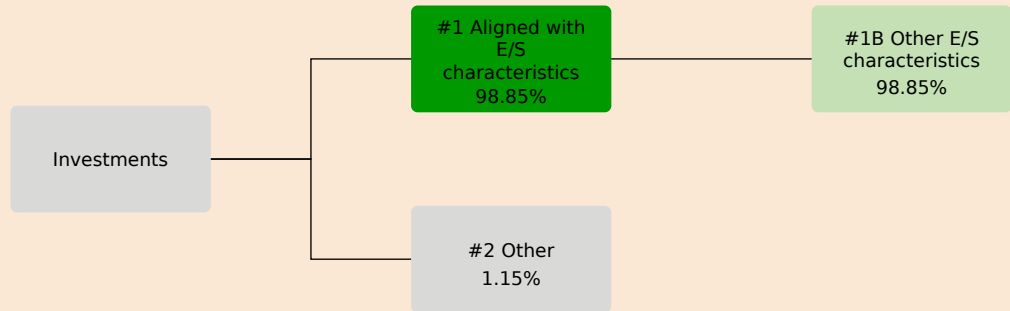 #1 Aligned with
E/S
characteristics
98.85%
#1B Other E/S
characteristics
98.85%
Investments
#2 Other
1.15%